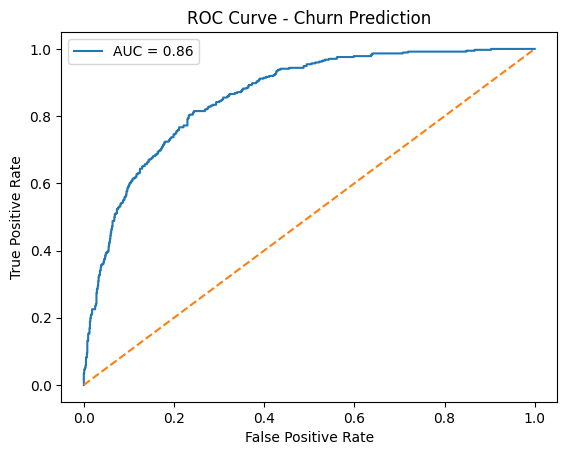 ROC Curve - Churn Prediction
AUC = 0.86
True Positive Rate
1.0
0.8
0.6
0.4
0.2
0.0
0.0 0.2 0.4 0.6 0.8 1.0
False Positive Rate